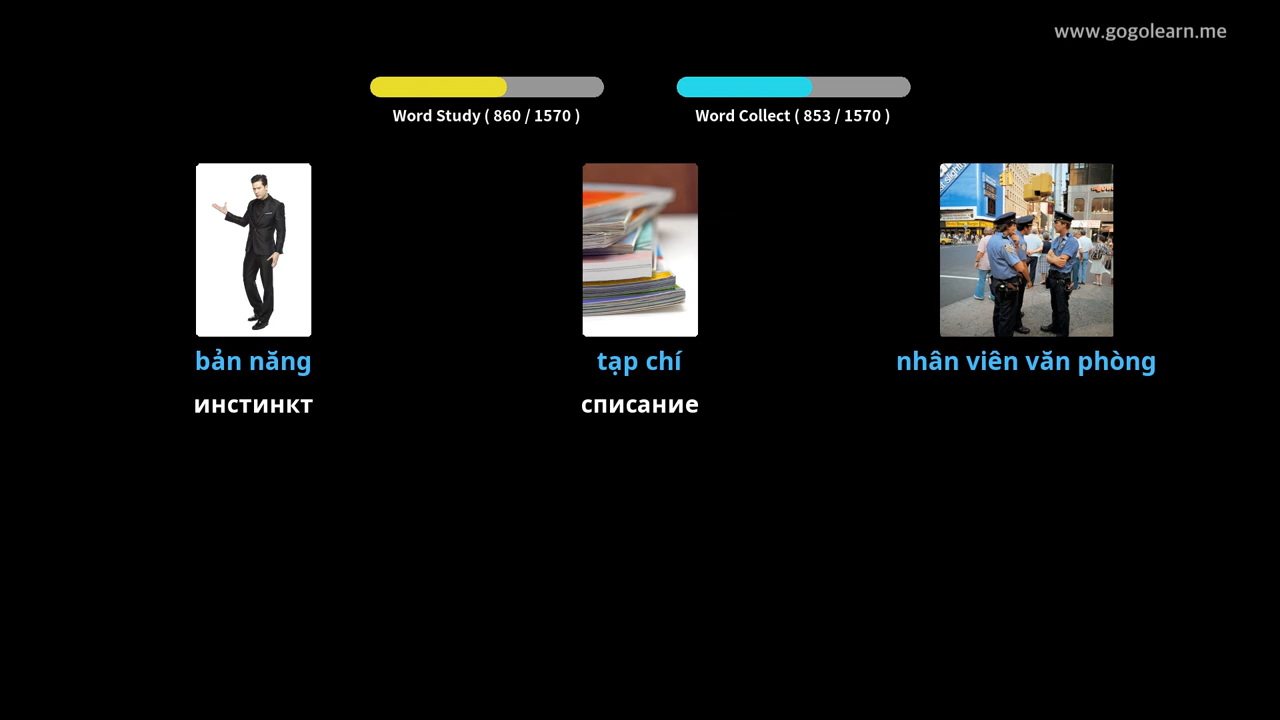 www.gogolearn.me
Word Study ( 860 / 1570 )
Word Collect ( 853 / 1570 )
bản năng
tạp chí
nhân viên văn phòng
инстинкт
списание